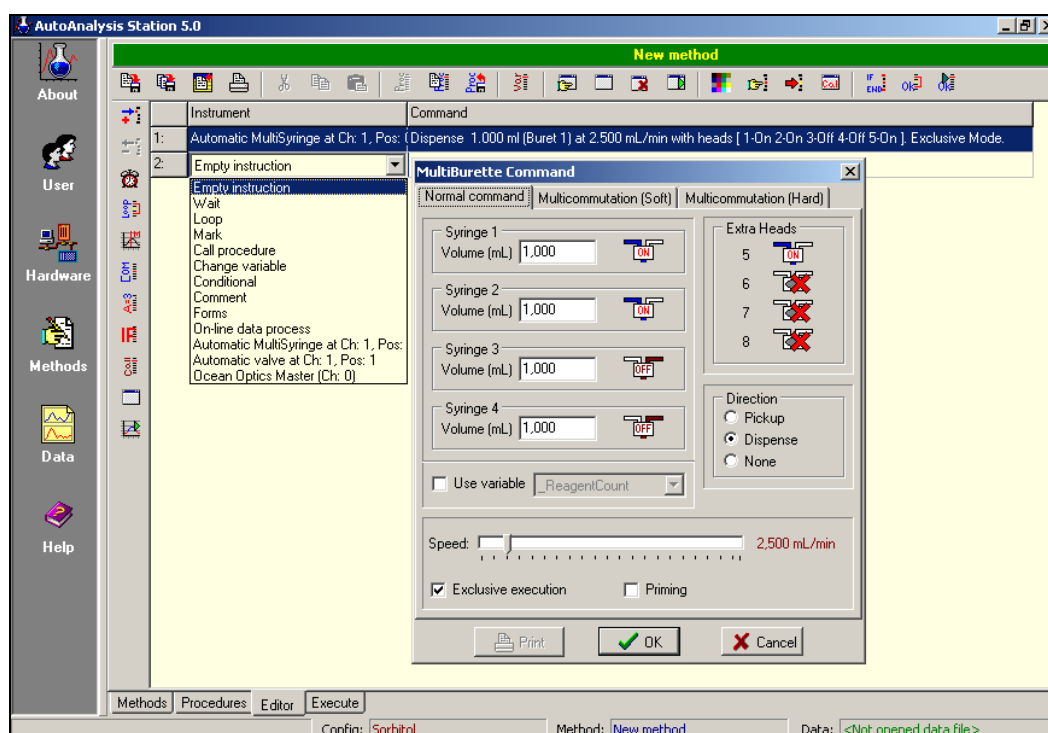 AutoAnalysis Station 5.0
New method
About
User
Hardware
Methods
Data
Help
Instrument Command
1: Automatic MultiSyringe at Ch: 1, Pos: ( Dispense 1.000 ml (Buret 1) at 2.500 mL/min with heads [ 1-On 2-On 3-Off 4-Off 5-On ]. Exclusive Mode.
2: Empty instruction
Empty instruction
Wait
Loop
Mark
Call procedure
Change variable
Conditional
Comment
Forms
On-line data process
Automatic MultiSyringe at Ch: 1, Pos:
Automatic valve at Ch: 1, Pos: 1
Ocean Optics Master (Ch: 0)
MultiBurette Command
Normal command Multicommutation (Soft) Multicommutation (Hard)
Syringe 1
Volume (mL) 1,000 ON
Syringe 2
Volume (mL) 1,000 ON
Syringe 3
Volume (mL) 1,000 OFF
Syringe 4
Volume (mL) 1,000 OFF
Use variable _ReagentCount
Extra Heads
5 ON
6
7
8
Direction
Pickup
Dispense
None
Speed: 2,500 mL/min
Exclusive execution Priming
Print OK Cancel
Methods Procedures Editor Execute
Config: Sorbitol Method: New method Data: <Not opened data file>